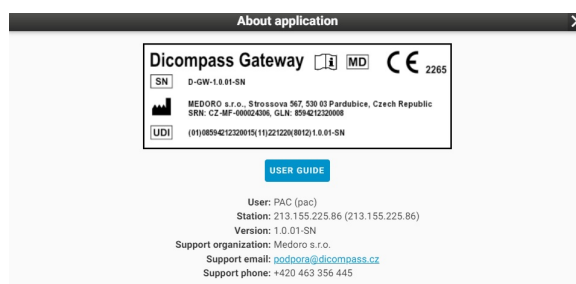 About application
Dicompass Gateway MD CE 2265
SN D-GW-1.0.01-SN
MEDORO s.r.o., Strossova 567, 530 03 Pardubice, Czech Republic
SRN: CZ-MF-000024306, GLN: 8594212320008
UDI (01)08594212320015(11)221220(8012)1.0.01-SN
USER GUIDE
User: PAC (pac)
Station: 213.155.225.86 (213.155.225.86)
Version: 1.0.01-SN
Support organization: Medoro s.r.o.
Support email: podpora@dicompass.cz
Support phone: +420 463 356 445